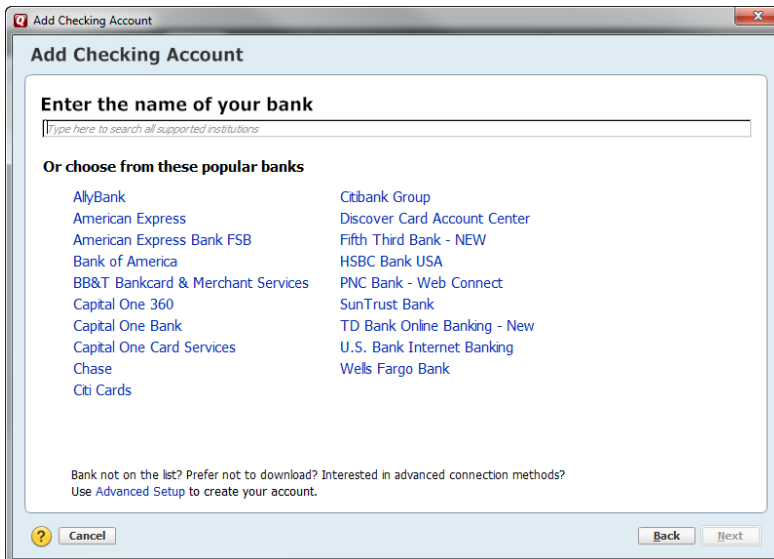 Add Checking Account
Add Checking Account
Enter the name of your bank
Type here to search all supported institutions
Or choose from these popular banks
AllyBank
American Express
American Express Bank FSB
Bank of America
BB&T Bankcard & Merchant Services
Capital One 360
Capital One Bank
Capital One Card Services
Chase
Citi Cards
Citibank Group
Discover Card Account Center
Fifth Third Bank - NEW
HSBC Bank USA
PNC Bank - Web Connect
SunTrust Bank
TD Bank Online Banking - New
U.S. Bank Internet Banking
Wells Fargo Bank
Bank not on the list? Prefer not to download? Interested in advanced connection methods?
Use Advanced Setup to create your account.
? Cancel
Back Next